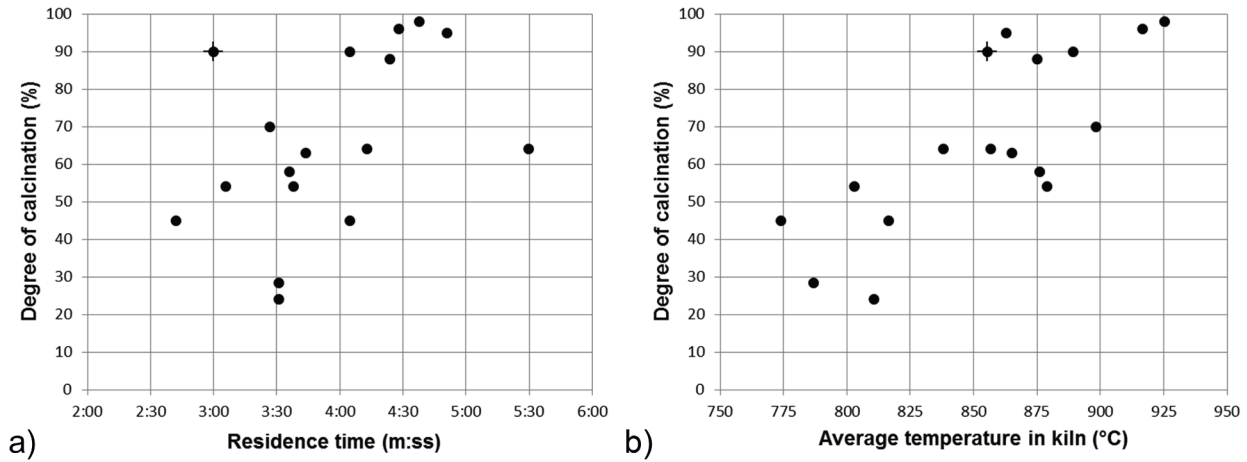 100
90
80
70
60
50
40
30
20
10
0
Degree of calcination (%)
2:00 2:30 3:00 3:30 4:00 4:30 5:00 5:30 6:00
Residence time (m:ss)
a)
100
90
80
70
60
50
40
30
20
10
0
Degree of calcination (%)
750 775 800 825 850 875 900 925 950
Average temperature in kiln (°C)
b)